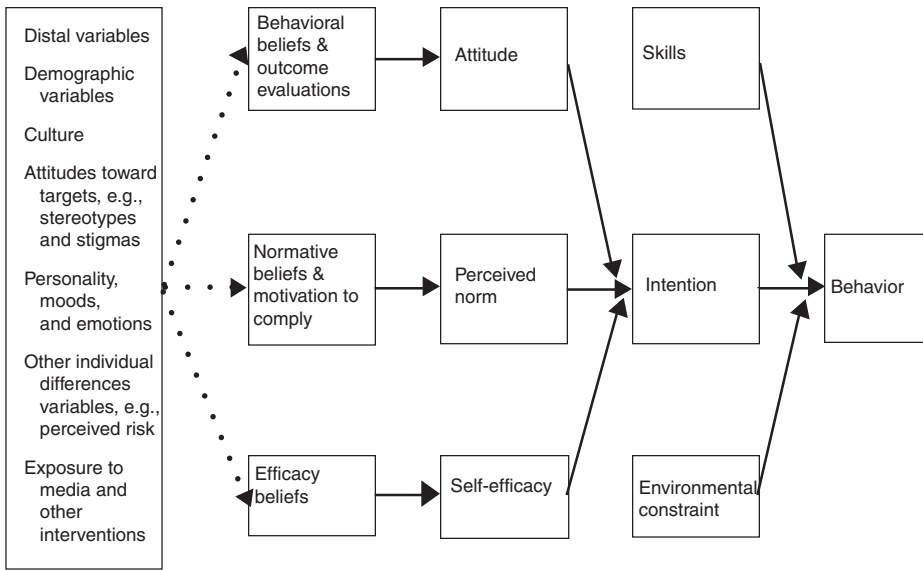 Distal variables
Demographic
variables
Culture
Attitudes toward
targets, e.g.,
stereotypes
and stigmas
Personality,
moods,
and emotions
Other individual
differences
variables, e.g.,
perceived risk
Exposure to
media and
other
interventions
Behavioral
beliefs &
outcome
evaluations
Attitude
Skills
Normative
beliefs &
motivation to
comply
Perceived
norm
Intention
Behavior
Efficacy
beliefs
Self-efficacy
Environmental
constraint